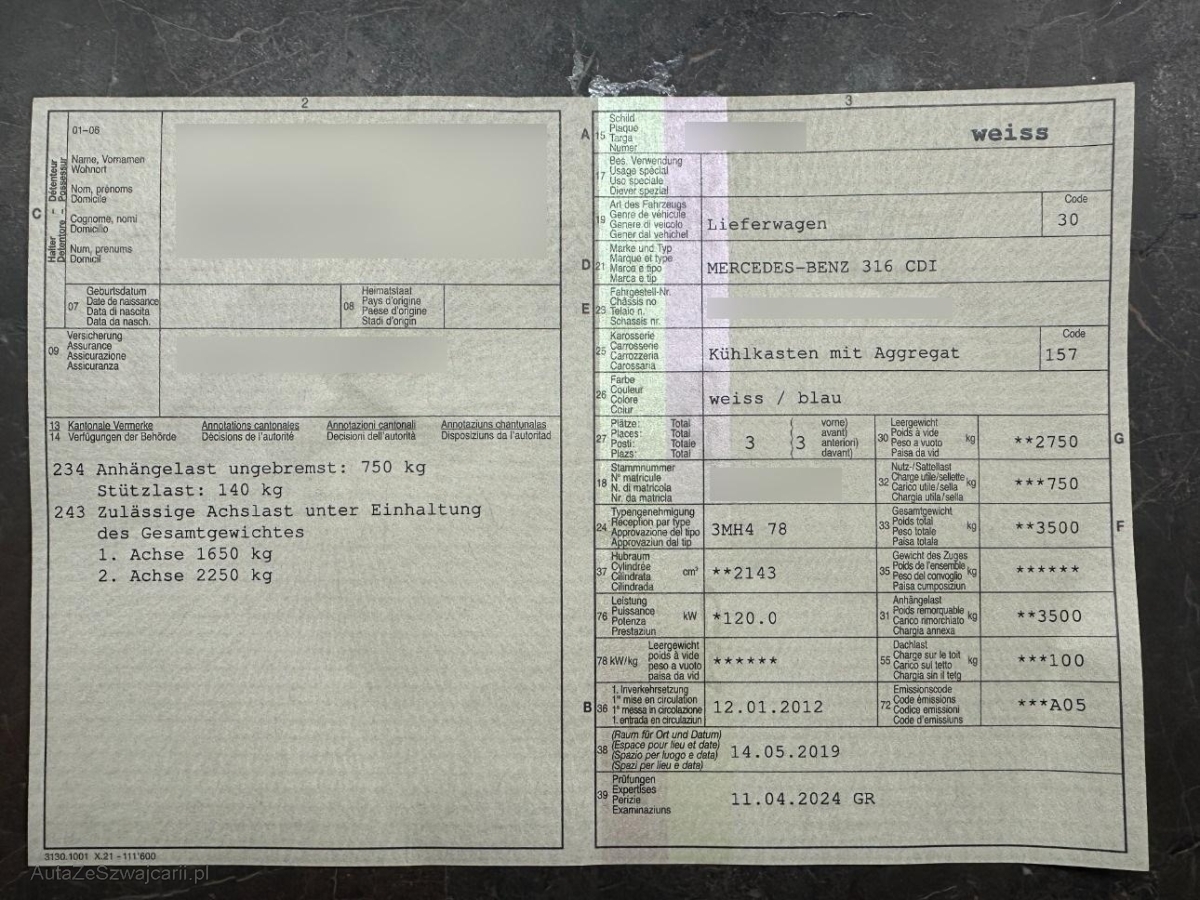 2
C
Halter - Détenteur
Detentore - Possessur
01-06
Name, Vornamen
Wohnort
Nom, prénoms
Domicile
Cognome, nomi
Domicilio
Num, prenums
Domicil
07
Geburtsdatum
Date de naissance
Data di nascita
Data da nasch.
08
Heimatstaat
Pays d'origine
Paese d'origine
Stadi d'origin
09
Versicherung
Assurance
Assicurazione
Assicuranza
13 Kantonale Vermerke Annotations cantonales Annotazioni cantonali Annotaziuns chantunalas
14 Verfügungen der Behörde Décisions de l'autorité Decisioni dell'autorità Disposiziuns da l'autoritad
234 Anhängelast ungebremst: 750 kg
Stützlast: 140 kg
243 Zulässige Achslast unter Einhaltung
des Gesamtgewichtes
1. Achse 1650 kg
2. Achse 2250 kg
3130.1001 X.21 - 111'600
3
A 15
Schild
Plaque
Targa
Numer
weiss
17
Bes. Verwendung
Usage spécial
Uso speciale
Diever spezial
19
Art des Fahrzeugs
Genre de véhicule
Genere di veicolo
Gener dal vehichel
Lieferwagen
Code
30
D 21
Marke und Typ
Marque et type
Marca e tipo
Marca e tip
MERCEDES-BENZ 316 CDI
E 23
Fahrgestell-Nr.
Châssis no
Telaio n.
Schassis nr.
25
Karosserie
Carrosserie
Carrozzeria
Carossaria
Kühlkasten mit Aggregat
Code
157
26
Farbe
Couleur
Colore
Colur
weiss / blau
27
Plätze: Total
Places: Total
Posti: Totale
Plazs: Total
3
( vorne)
avant)
anteriori)
( davant)
3
30
Leergewicht
Poids à vide
Peso a vuoto
Paisa da vid
kg
**2750
G
18
Stammnummer
N° matricule
N. di matricola
Nr. da matricla
32
Nutz-/Sattellast
Charge utile/sellette
Carico utile/sella
Chargia utila/sella
kg
***750
24
Typengenehmigung
Réception par type
Approvazione del tipo
Approvaziun dal tip
3MH4 78
33
Gesamtgewicht
Poids total
Peso totale
Paisa totala
kg
**3500
F
37
Hubraum
Cylindrée
Cilindrata
Cilindrada
cm³
**2143
35
Gewicht des Zuges
Poids de l'ensemble
Peso del convoglio
Paisa cumposiziun
kg
******
76
Leistung
Puissance
Potenza
Prestaziun
kW
*120.0
31
Anhängelast
Poids remorquable
Carico rimorchiato
Chargia annexa
kg
**3500
78 kW/kg
Leergewicht
poids à vide
peso a vuoto
paisa da vid
******
55
Dachlast
Charge sur le toit
Carico sul tetto
Chargia sin il tetg
kg
***100
B 36
1. Inverkehrsetzung
1re mise en circulation
1a messa in circolazione
1. entrada en circulaziun
12.01.2012
72
Emissionscode
Code émissions
Codice emissioni
Code d'emissiuns
***A05
38
(Raum für Ort und Datum)
(Espace pour lieu et date)
(Spazio per luogo e data)
(Spazi per lieu e data)
14.05.2019
39
Prüfungen
Expertises
Perizie
Examinaziuns
11.04.2024 GR
AutaZeSzwajcarii.pl